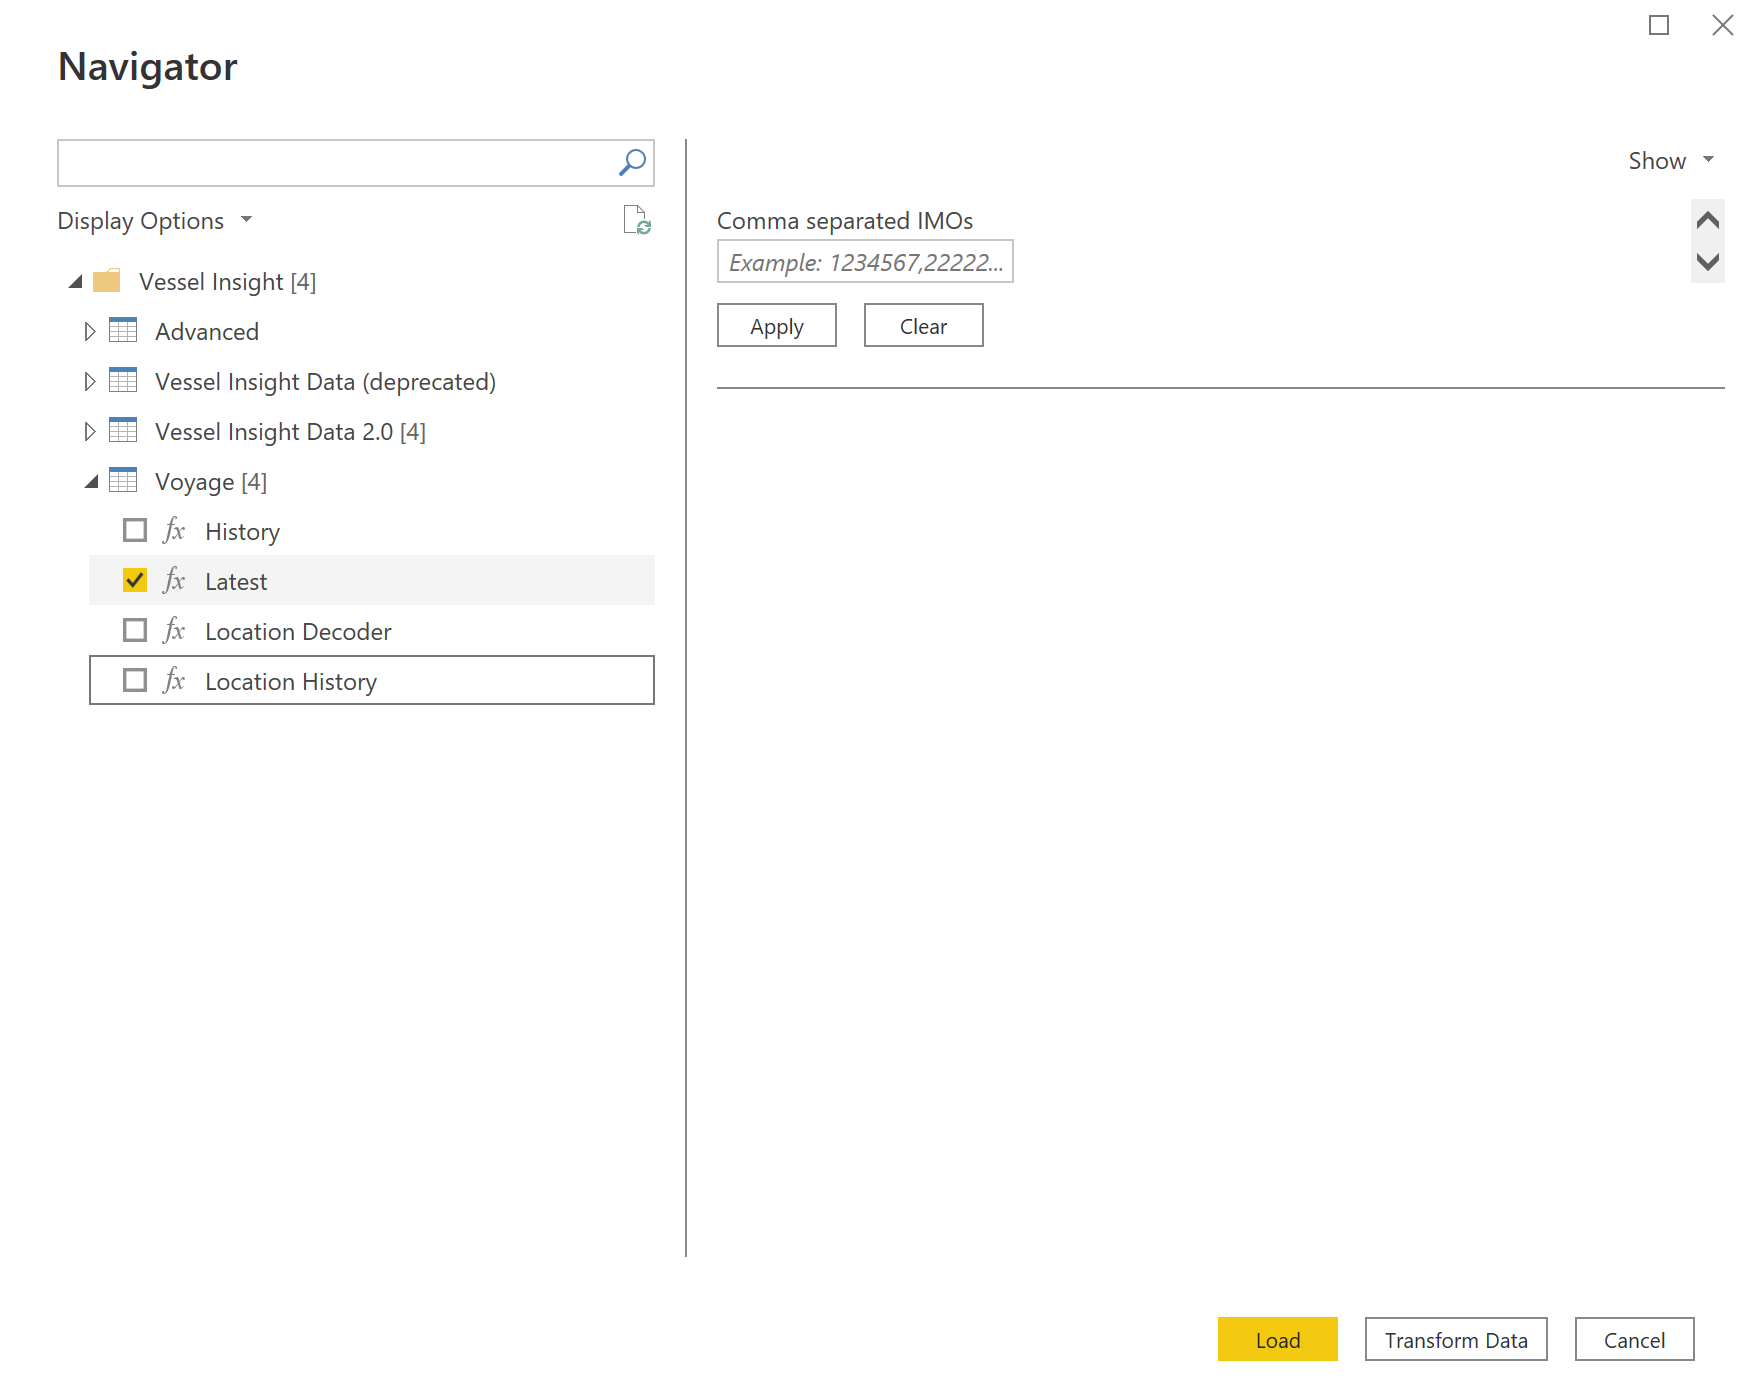 Navigator
Display Options
Vessel Insight [4]
Advanced
Vessel Insight Data (deprecated)
Vessel Insight Data 2.0 [4]
Voyage [4]
fx History
fx Latest
fx Location Decoder
fx Location History
Show
Comma separated IMOs
Example: 1234567,22222...
Apply Clear
Load Transform Data Cancel